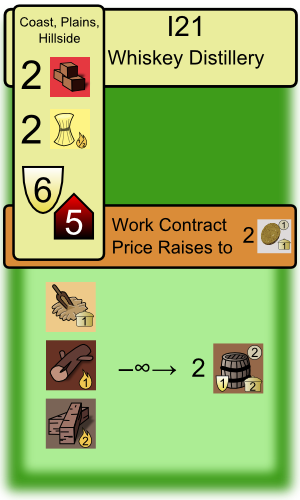 Coast, Plains,
Hillside
I21
Whiskey Distillery
2
2
6
5
Work Contract
Price Raises to
2
1
1
1
2
–∞→ 2
2
1
2